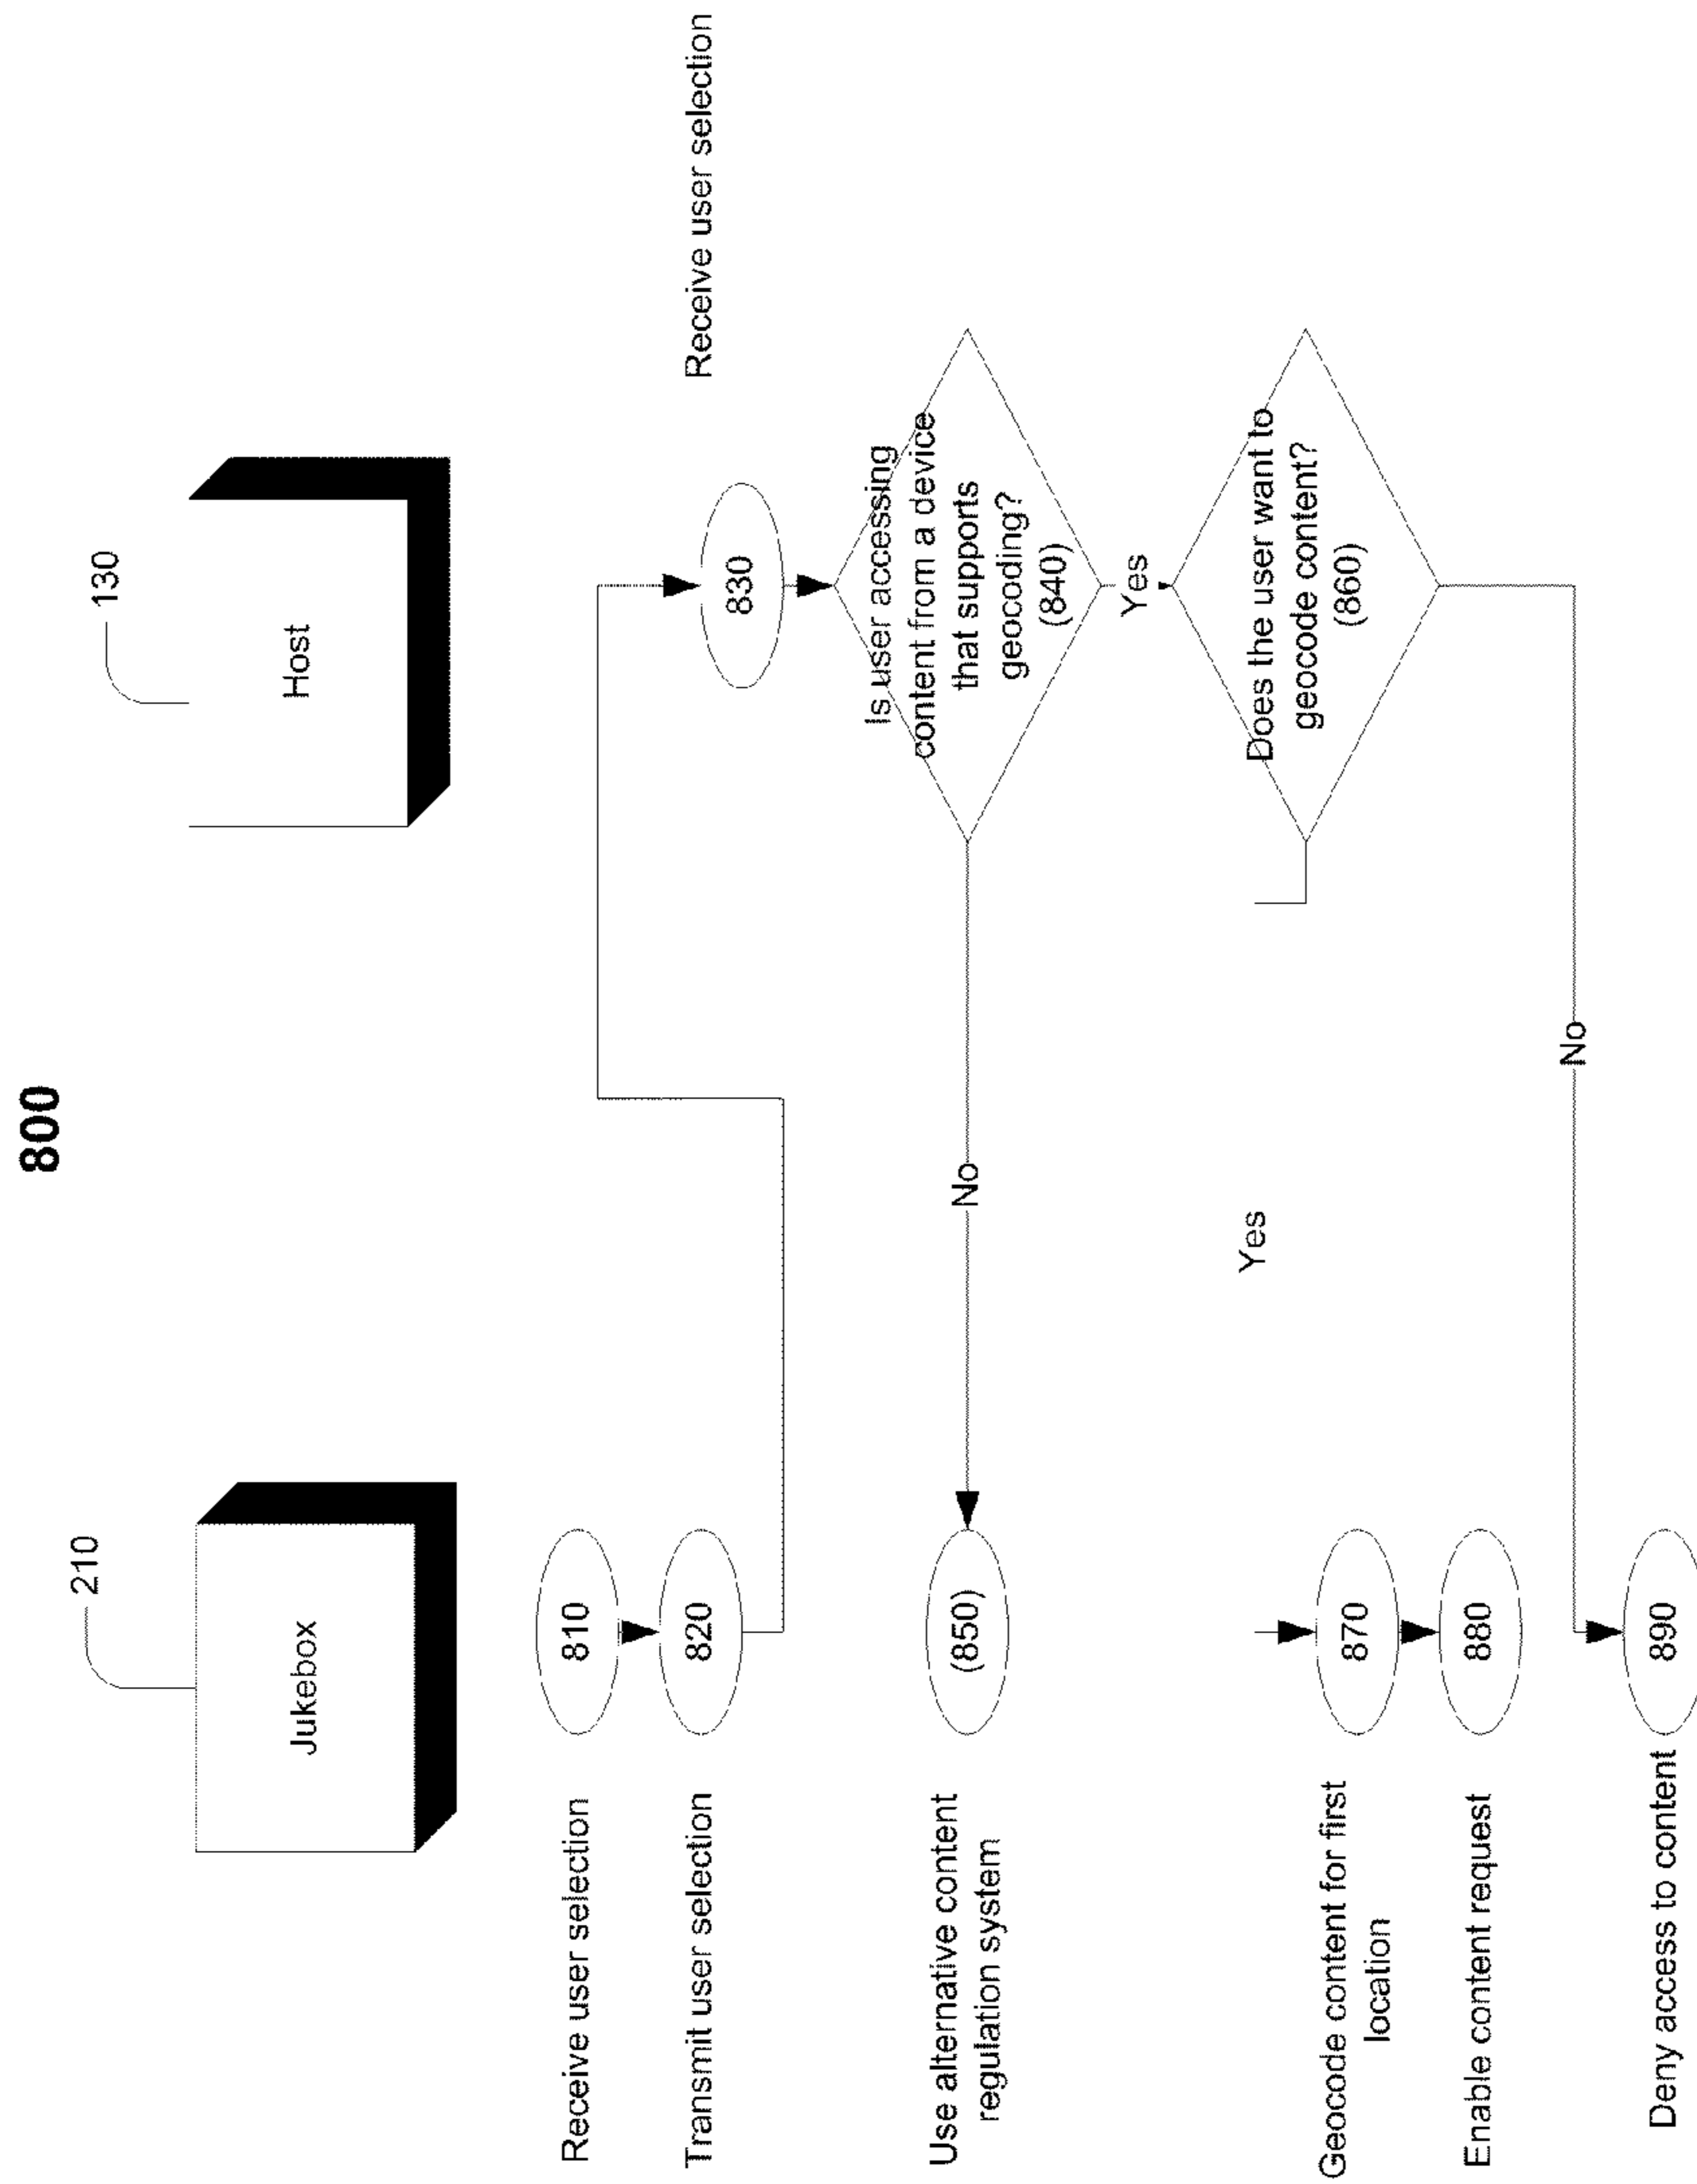 800
210
130
Jukebox
Host
Receive user selection
810
Transmit user selection
820
830
Receive user selection
Is user accessing
content from a device
that supports
geocoding?
(840)
No
Use alternative content
regulation system
(850)
Yes
Does the user want to
geocode content?
(860)
Yes
Geocode content for first
location
870
Enable content request
880
No
Deny access to content
890